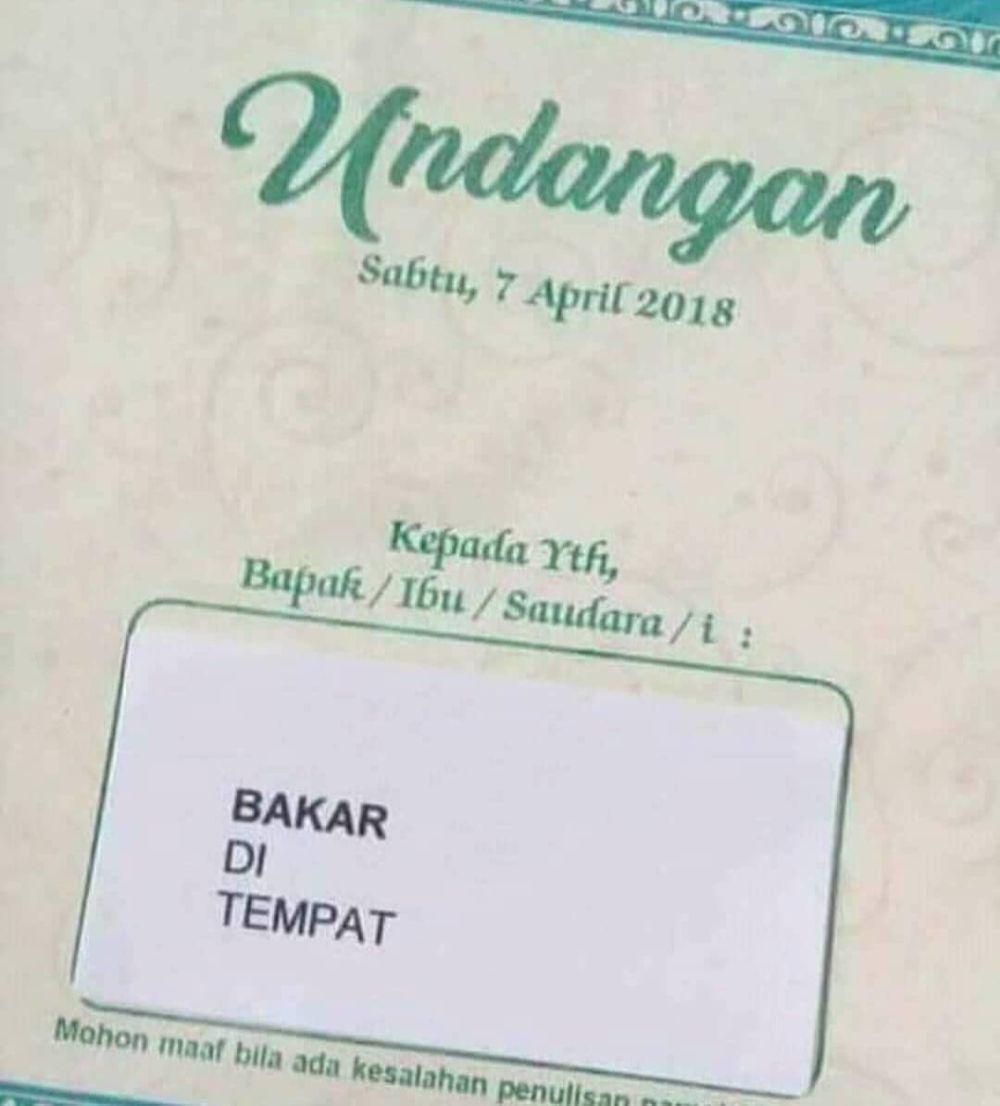 Undangan
Sabtu, 7 April 2018
Kepada Yth,
Bapak / Ibu / Saudara / i :
BAKAR
DI
TEMPAT
Mohon maaf bila ada kesalahan penulisan